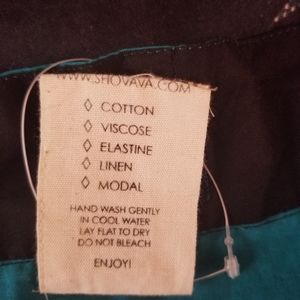 WWW.SHOVAVA.COM
◊ COTTON
◊ VISCOSE
◊ ELASTINE
◊ LINEN
◊ MODAL
HAND WASH GENTLY
IN COOL WATER
LAY FLAT TO DRY
DO NOT BLEACH
ENJOY!